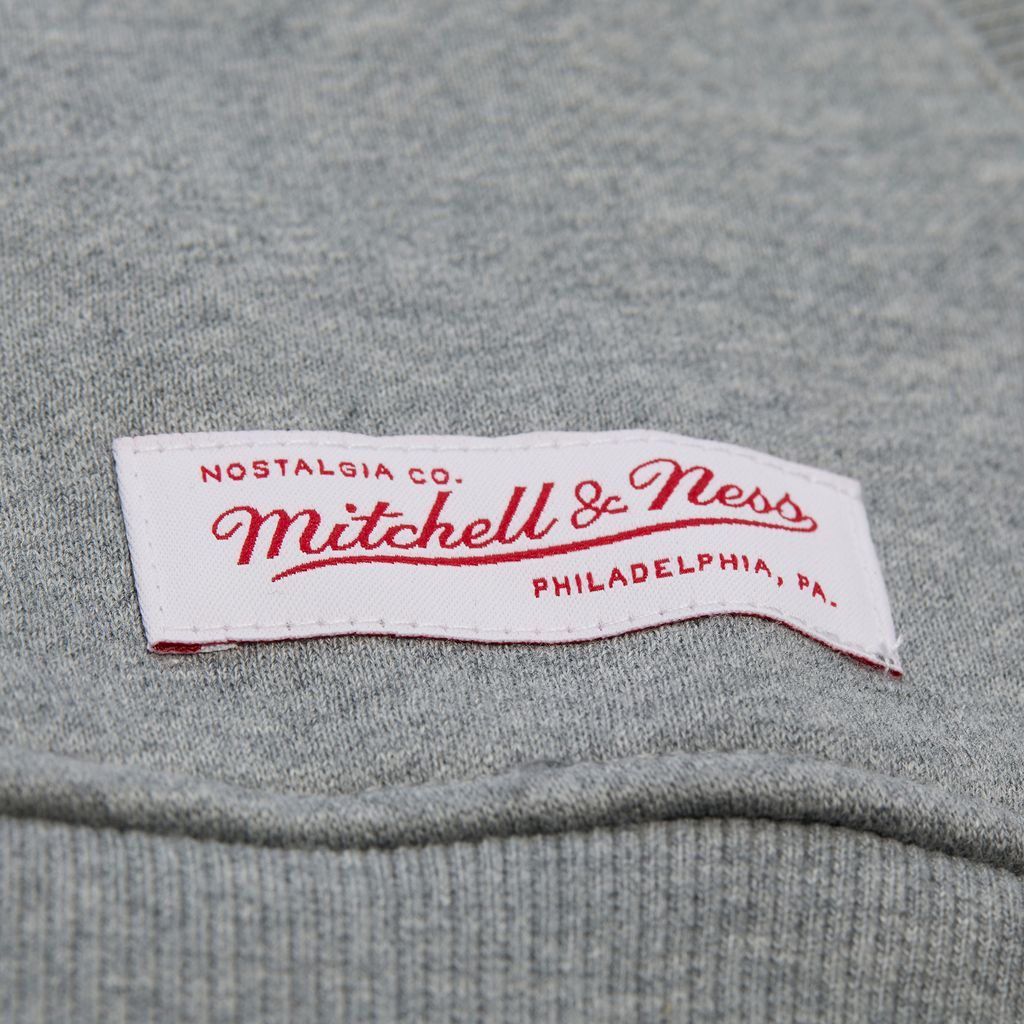 NOSTALGIA CO.
Mitchell & Ness
PHILADELPHIA, PA.